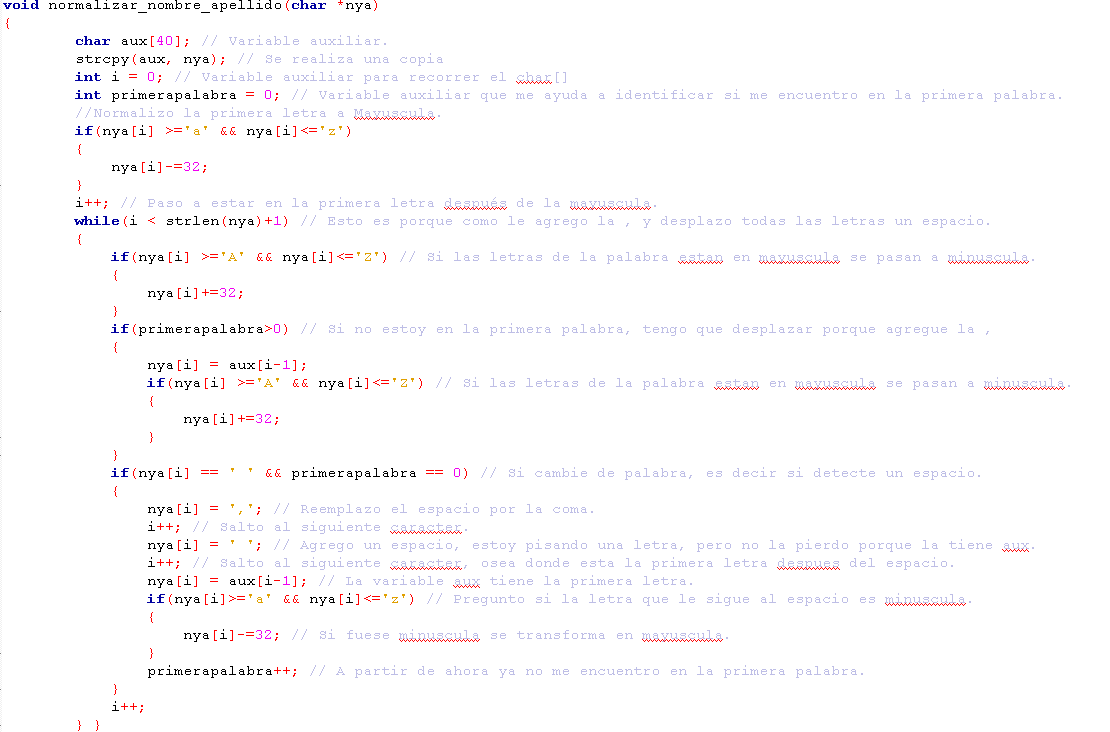 void normalizar_nombre_apellido(char *nya)
{
char aux[40]; // Variable auxiliar.
strcpy(aux, nya); // Se realiza una copia
int i = 0; // Variable auxiliar para recorrer el char[]
int primerapalabra = 0; // Variable auxiliar que me ayuda a identificar si me encuentro en la primera palabra.
//Normalizo la primera letra a Mayuscula.
if(nya[i] >='a' && nya[i]<='z')
{
nya[i]-=32;
}
i++; // Paso a estar en la primera letra después de la mayuscula.
while(i < strlen(nya)+1) // Esto es porque como le agrego la , y desplazo todas las letras un espacio.
{
if(nya[i] >='A' && nya[i]<='Z') // Si las letras de la palabra estan en mayuscula se pasan a minuscula.
{
nya[i]+=32;
}
if(primerapalabra>0) // Si no estoy en la primera palabra, tengo que desplazar porque agregue la ,
{
nya[i] = aux[i-1];
if(nya[i] >='A' && nya[i]<='Z') // Si las letras de la palabra estan en mayuscula se pasan a minuscula.
{
nya[i]+=32;
}
}
if(nya[i] == ' ' && primerapalabra == 0) // Si cambie de palabra, es decir si detecte un espacio.
{
nya[i] = ','; // Reemplazo el espacio por la coma.
i++; // Salto al siguiente caracter.
nya[i] = ' '; // Agrego un espacio, estoy pisando una letra, pero no la pierdo porque la tiene aux.
i++; // Salto al siguiente caracter, osea donde esta la primera letra despues del espacio.
nya[i] = aux[i-1]; // La variable aux tiene la primera letra.
if(nya[i]>='a' && nya[i]<='z') // Pregunto si la letra que le sigue al espacio es minuscula.
{
nya[i]-=32; // Si fuese minuscula se transforma en mayuscula.
}
primerapalabra++; // A partir de ahora ya no me encuentro en la primera palabra.
}
i++;
} }